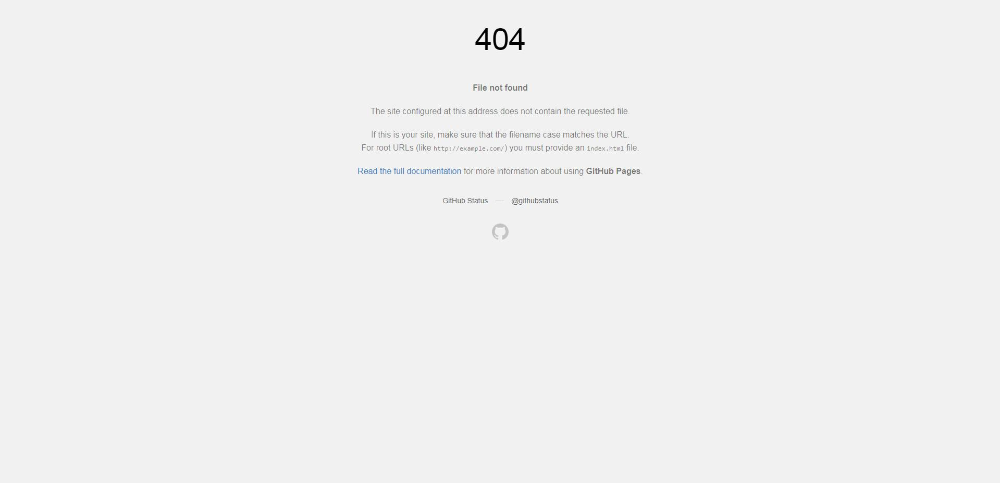 404
File not found
The site configured at this address does not contain the requested file.
If this is your site, make sure that the filename case matches the URL.
For root URLs (like http://example.com/) you must provide an index.html file.
Read the full documentation for more information about using GitHub Pages.
GitHub Status — @githubstatus